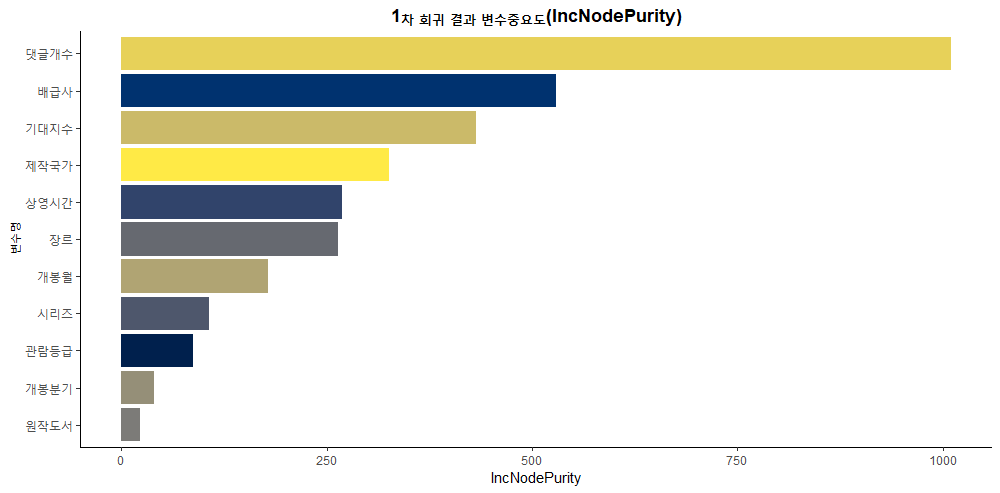 1차 회귀 결과 변수중요도(IncNodePurity)
변수명
댓글개수
배급사
기대지수
제작국가
상영시간
장르
개봉월
시리즈
관람등급
개봉분기
원작도서
0 250 500 750 1000
IncNodePurity